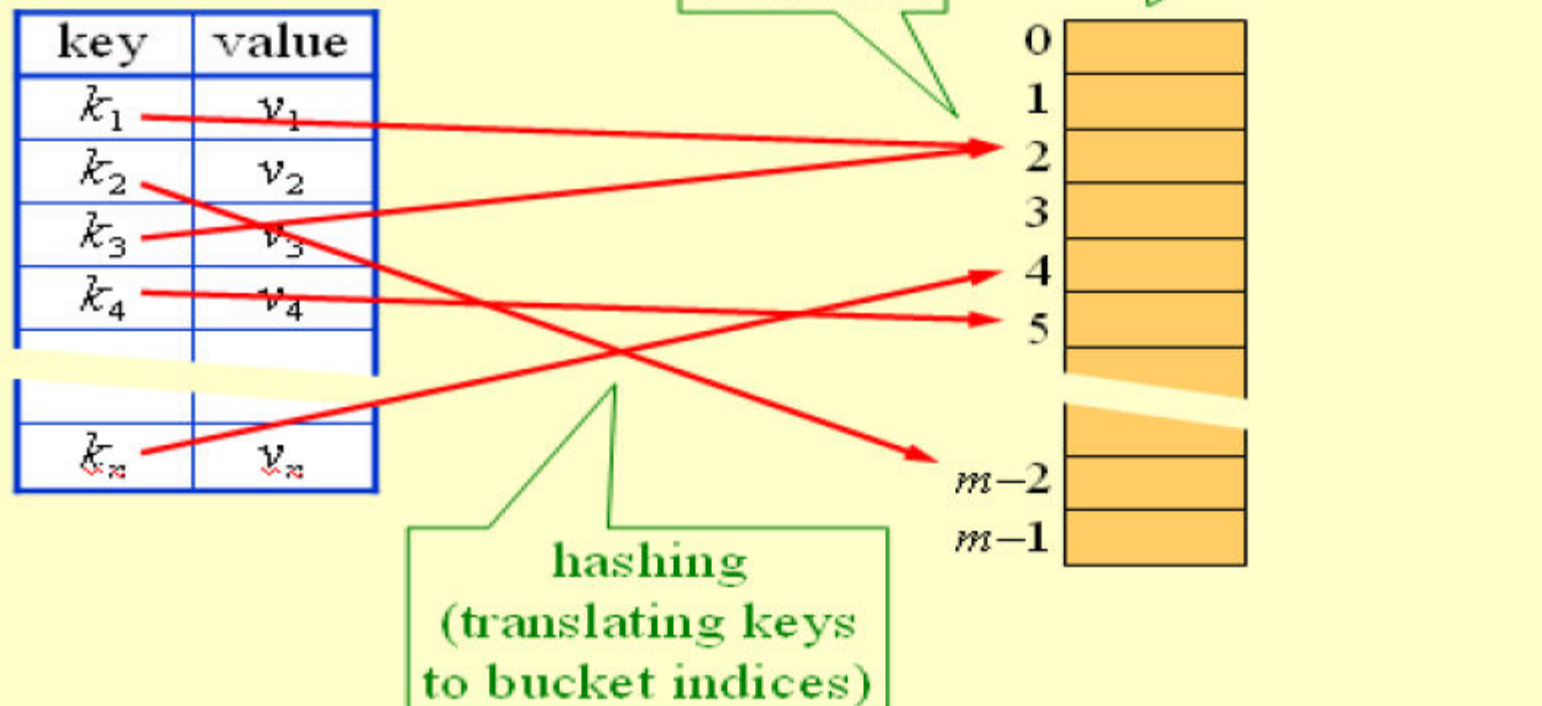 key value
k₁ v₁
k₂ v₂
k₃ v₃
k₄ v₄
kₙ vₙ
0
1
2
3
4
5
m–2
m–1
hashing
(translating keys
to bucket indices)